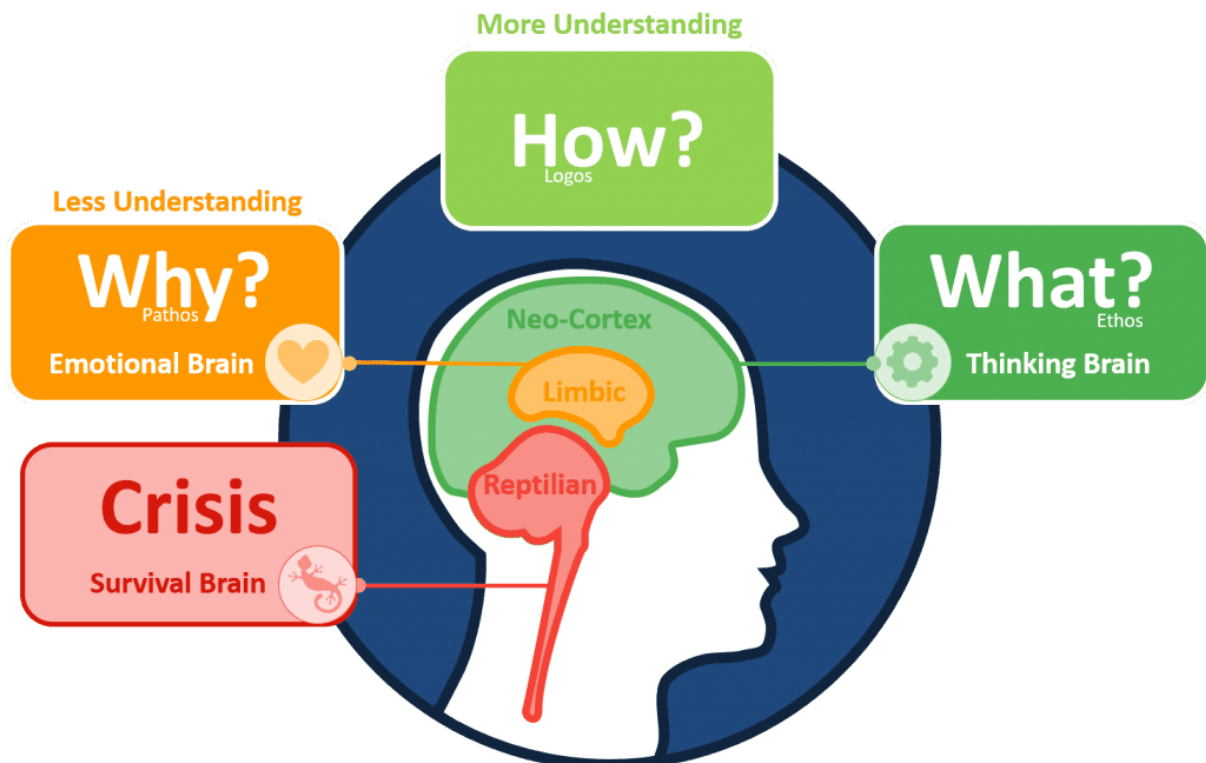 More Understanding
How?
Logos
Less Understanding
Why?
Pathos
Emotional Brain
What?
Ethos
Thinking Brain
Neo-Cortex
Limbic
Reptilian
Crisis
Survival Brain